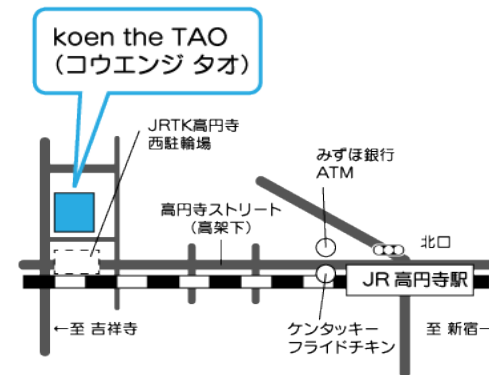 koen the TAO
(コウエンジ タオ)
JRTK高円寺
西駐輪場
みずほ銀行
ATM
高円寺ストリート
(高架下)
北口
JR 高円寺駅
←至 吉祥寺
ケンタッキー
フライドチキン
至 新宿→